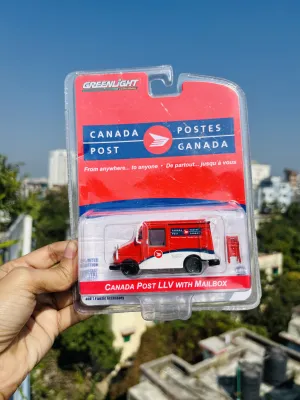 GREENLIGHT
CANADA POSTES
POST CANADA
From anywhere... to anyone • De partout... jusqu'à vous
CANADA POST LLV WITH MAILBOX